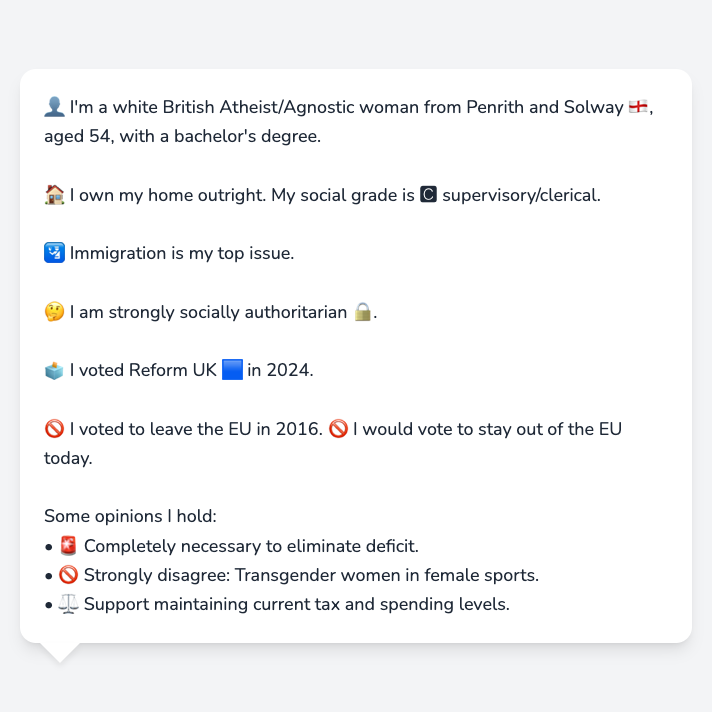 👤 I'm a white British Atheist/Agnostic woman from Penrith and Solway 🏴󠁧󠁢󠁥󠁮󠁧󠁿,
aged 54, with a bachelor's degree.
🏠 I own my home outright. My social grade is 🅲 supervisory/clerical.
🛂 Immigration is my top issue.
🤔 I am strongly socially authoritarian 🔒.
🗳️ I voted Reform UK 🟦 in 2024.
🚫 I voted to leave the EU in 2016. 🚫 I would vote to stay out of the EU
today.
Some opinions I hold:
• 🚨 Completely necessary to eliminate deficit.
• 🚫 Strongly disagree: Transgender women in female sports.
• ⚖️ Support maintaining current tax and spending levels.